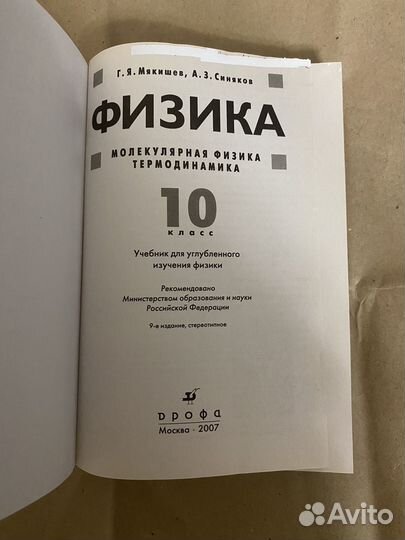 Г. Я. Мякишев, А. З. Синяков
ФИЗИКА
МОЛЕКУЛЯРНАЯ ФИЗИКА
ТЕРМОДИНАМИКА
10
класс
Учебник для углубленного
изучения физики
Рекомендовано
Министерством образования и науки
Российской Федерации
9-е издание, стереотипное
дрофа
Москва · 2007
Avito